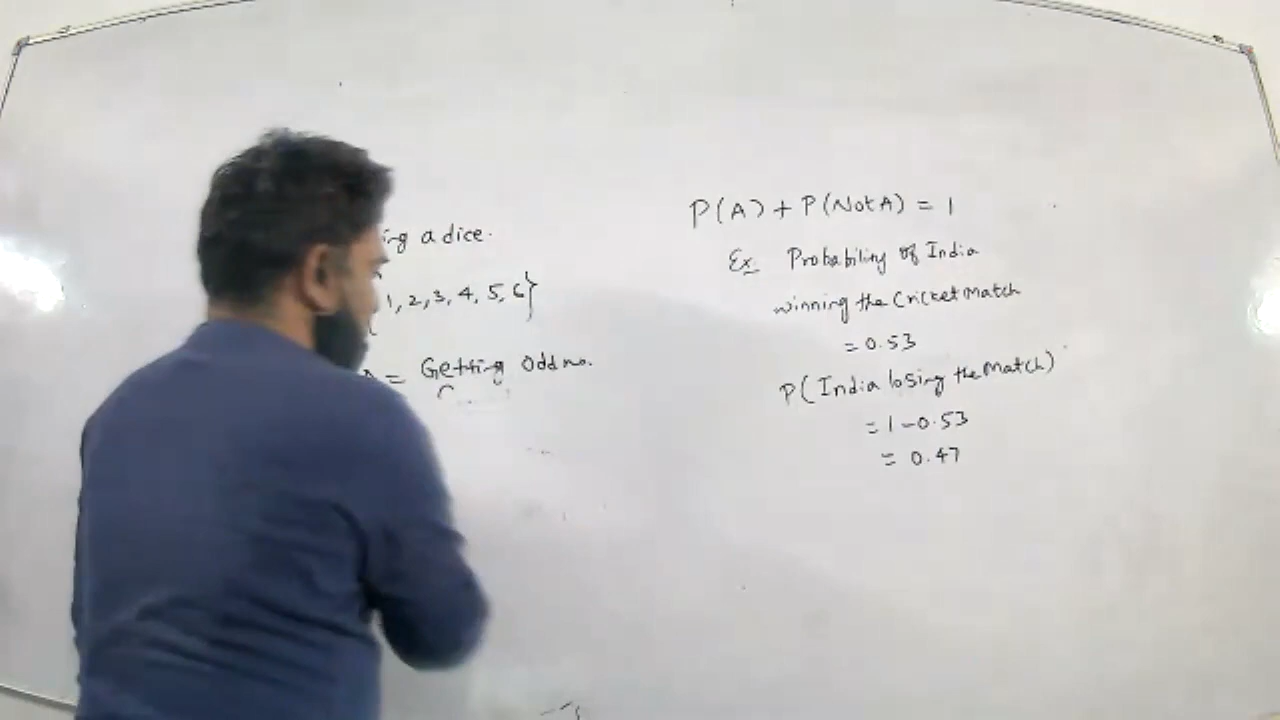 ing a dice.
1, 2, 3, 4, 5, 6}
= Getting Odd no.
P(A) + P(Not A) = 1
Ex. Probability of India
winning the Cricket Match
= 0.53
P(India losing the Match)
= 1 - 0.53
= 0.47